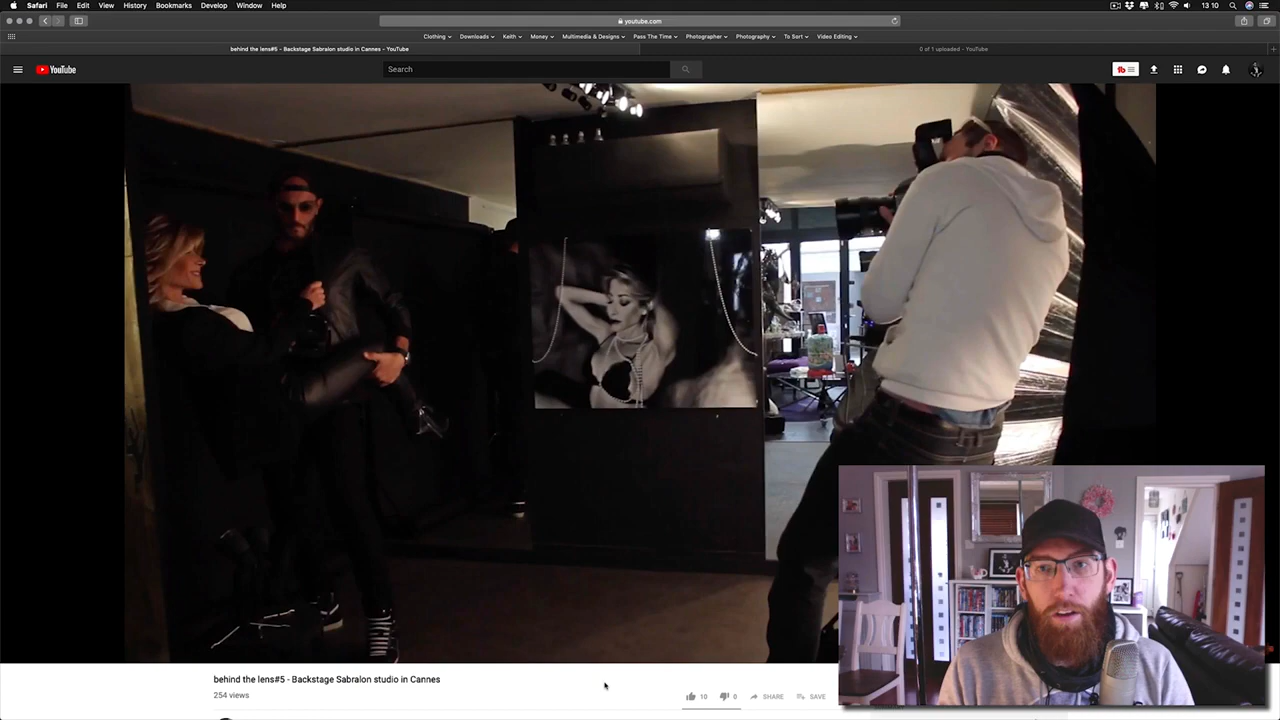 Safari File Edit View History Bookmarks Develop Window Help 13 10
youtube.com
Clothing Downloads Keith Money Multimedia & Designs Pass The Time Photographer Photography To Sort Video Editing
behind the lens#5 - Backstage Sabralon studio in Cannes - YouTube 0 of 1 uploaded - YouTube
YouTube Search
behind the lens#5 - Backstage Sabralon studio in Cannes
254 views 10 0 SHARE SAVE